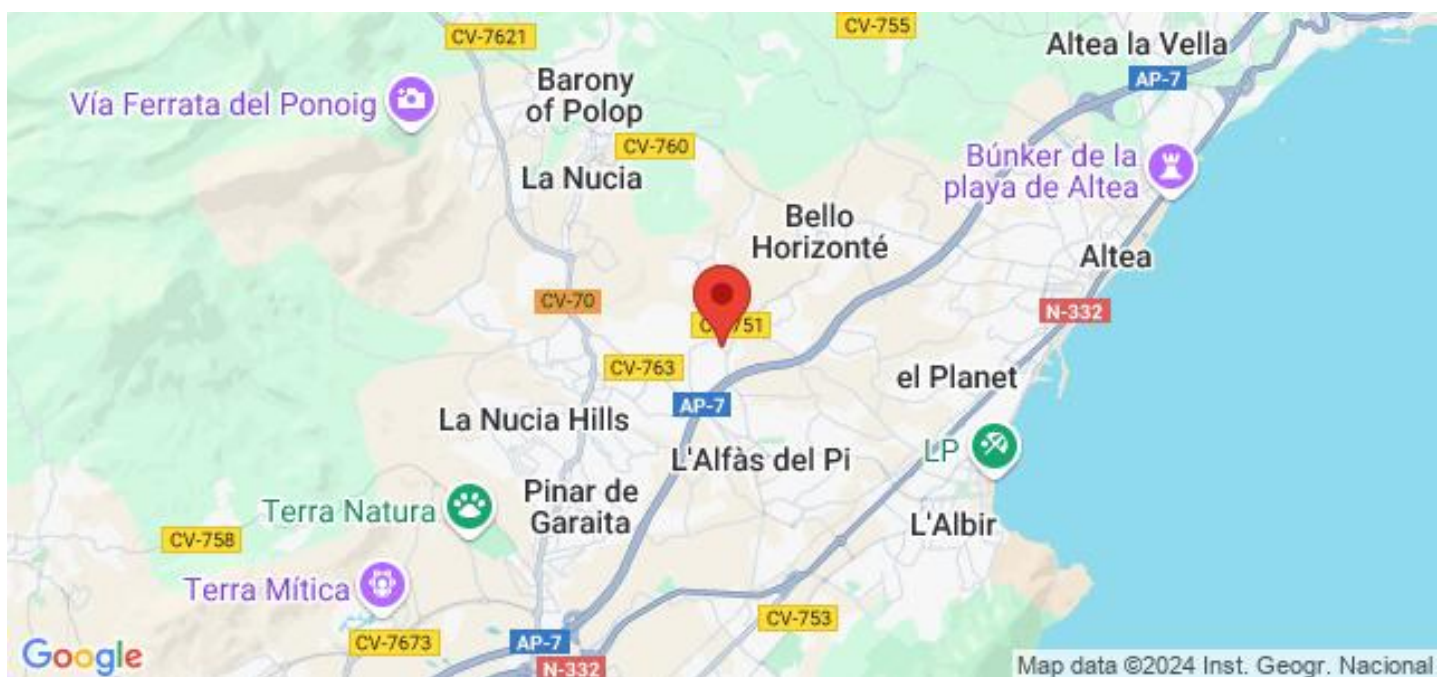 CV-7621
CV-755
Altea la Vella
AP-7
Vía Ferrata del Ponoig
Barony
of Polop
CV-760
La Nucia
Búnker de la
playa de Altea
Bello
Horizonté
Altea
CV-70
N-332
CV-763
el Planet
AP-7
La Nucia Hills
L'Alfàs del Pi
LP
Terra Natura
Pinar de
Garaita
L'Albir
CV-758
Terra Mítica
CV-753
CV-7673
AP-7
N-332
Google
Map data ©2024 Inst. Geogr. Nacional